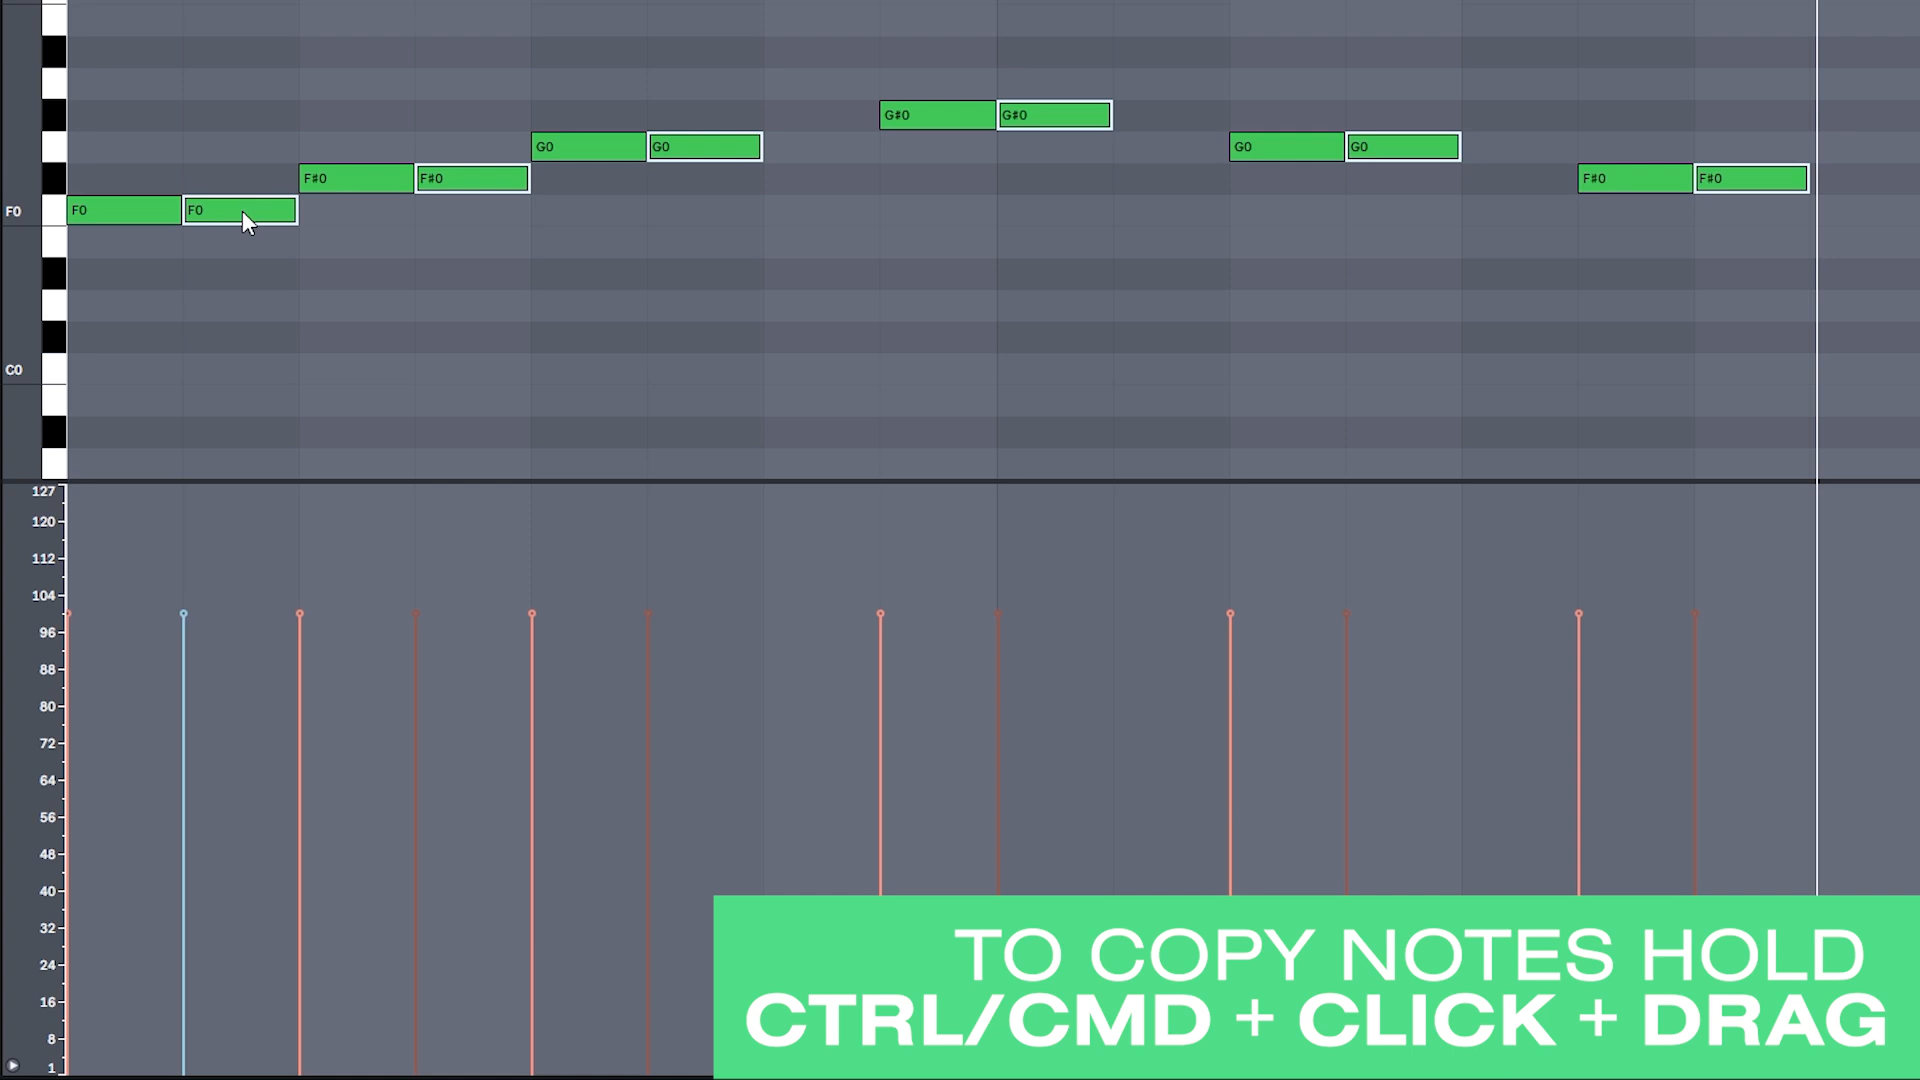 G#0 G#0
G0 G0 G0 G0
F#0 F#0 F#0 F#0
F0 F0 F0
C0
127
120
112
104
96
88
80
72
64
56
48
40
32
24
16
8
1
TO COPY NOTES HOLD
CTRL/CMD + CLICK + DRAG